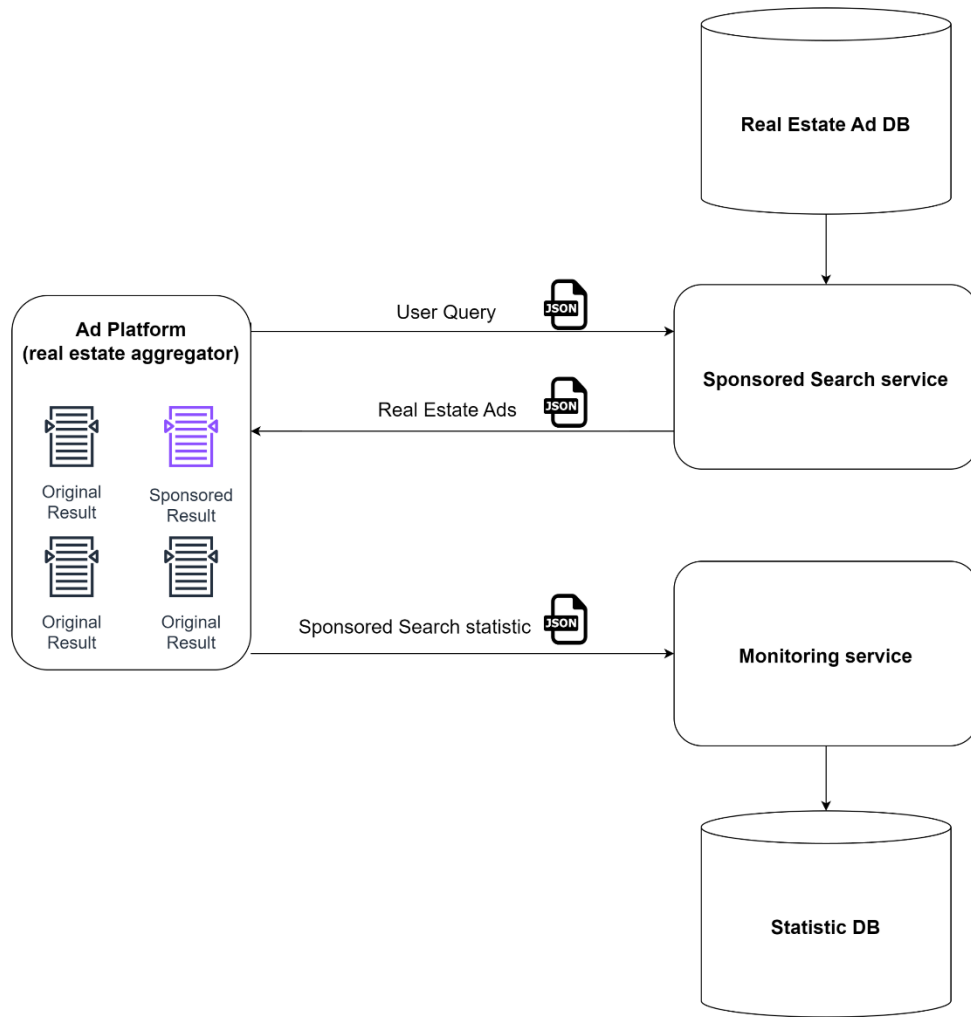 Real Estate Ad DB
User Query
JSON
Ad Platform
(real estate aggregator)
Sponsored Search service
Real Estate Ads
JSON
Original
Result
Sponsored
Result
Original
Result
Original
Result
Sponsored Search statistic
JSON
Monitoring service
Statistic DB